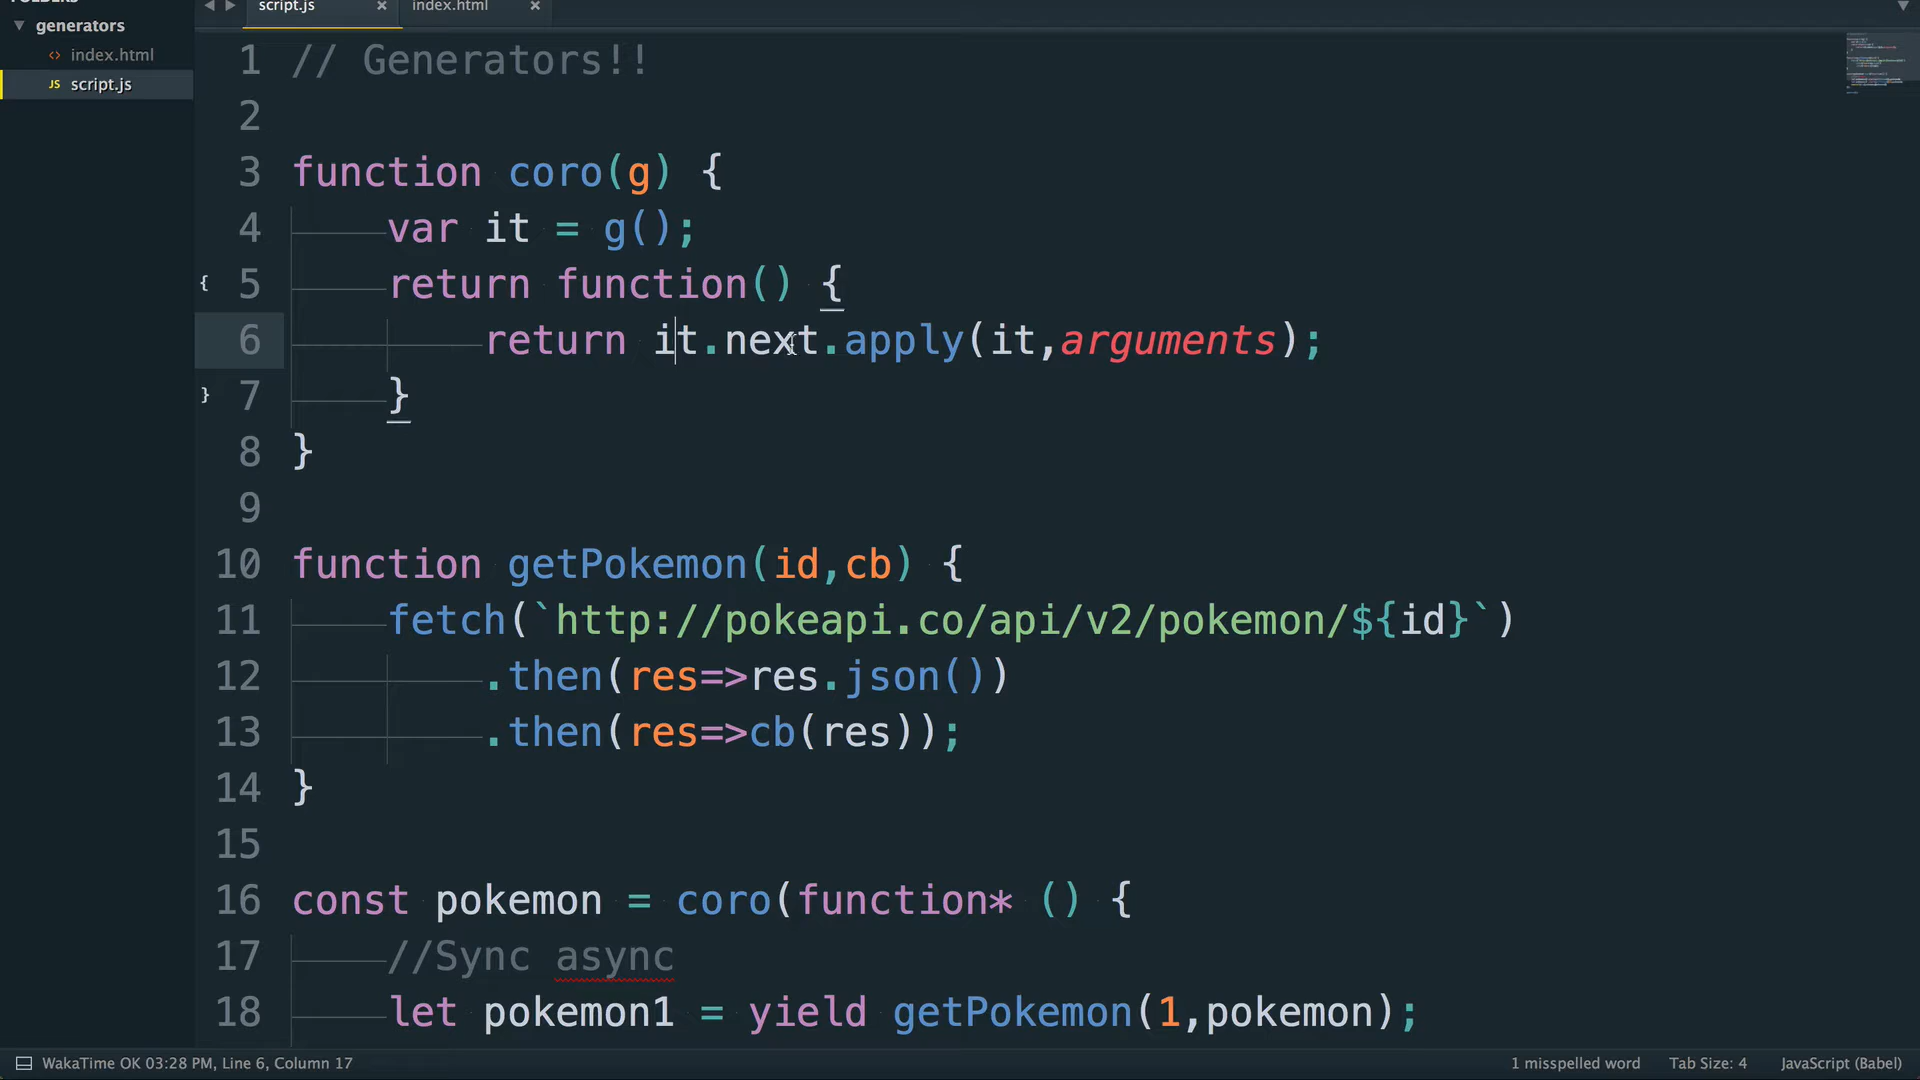 FOLDERS
generators
index.html
script.js
script.js
index.html
1 // Generators!!
2
3 function coro(g) {
4 var it = g();
5 return function() {
6 return it.next.apply(it,arguments);
7 }
8 }
9
10 function getPokemon(id,cb) {
11 fetch(`http://pokeapi.co/api/v2/pokemon/${id}`)
12 .then(res=>res.json())
13 .then(res=>cb(res));
14 }
15
16 const pokemon = coro(function* () {
17 //Sync async
18 let pokemon1 = yield getPokemon(1,pokemon);
WakaTime OK 03:28 PM, Line 6, Column 17
1 misspelled word
Tab Size: 4
JavaScript (Babel)